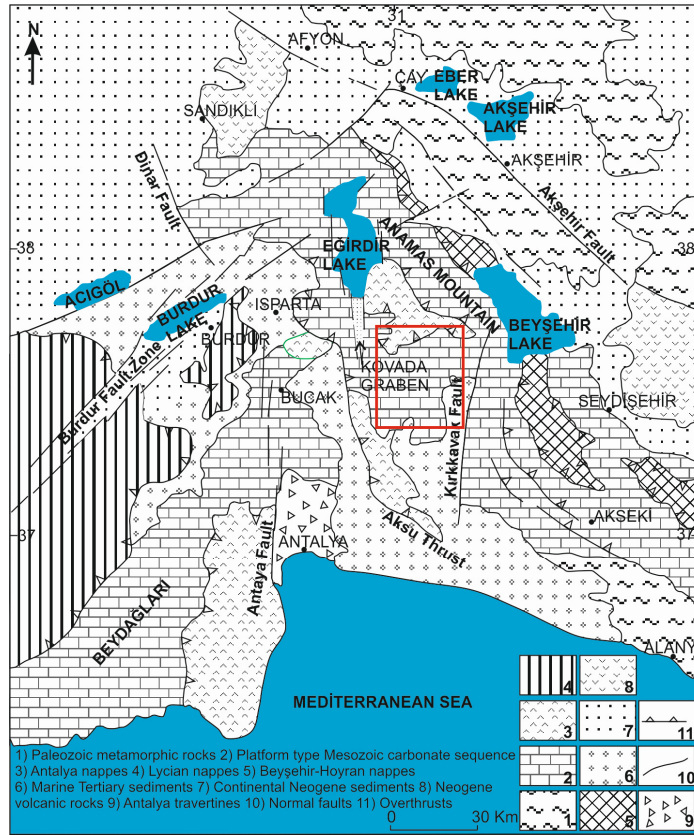 31
N
AFYON
ÇAY
EBER
LAKE
SANDIKLI
AKŞEHİR
LAKE
AKŞEHİR
Dinar Fault
Akşehir Fault
ANAMAS MOUNTAIN
38
EĞİRDİR
LAKE
38
ACIGÖL
BURDUR
LAKE
ISPARTA
BEYŞEHİR
LAKE
BURDUR
KOVADA
GRABEN
Burdur Fault Zone
BUCAK
SEYDİŞEHİR
Kırkkavak Fault
AKSEKİ
37
37
Aksu Thrust
ANTALYA
Antaya Fault
BEYDAGLARI
ALANY
MEDİTERRANEAN SEA
4
8
3
7
11
2
6
10
1
5
9
1) Paleozoic metamorphic rocks 2) Platform type Mesozoic carbonate sequence
3) Antalya nappes 4) Lycian nappes 5) Beyşehir-Hoyran nappes
6) Marine Tertiary sediments 7) Continental Neogene sediments 8) Neogene
volcanic rocks 9) Antalya travertines 10) Normal faults 11) Overthrusts
0 30 Km